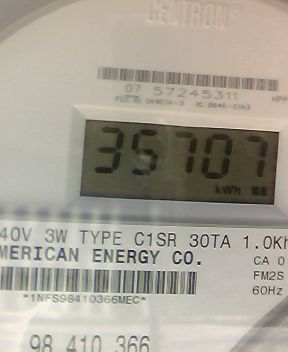 CENTRON®
07 57245311
35707
kWh
40V 3W TYPE C1SR 30TA 1.0Kh
MERICAN ENERGY CO.
CA 0
FM2S
60Hz
*1NFS98410366MEC*
98 410 366